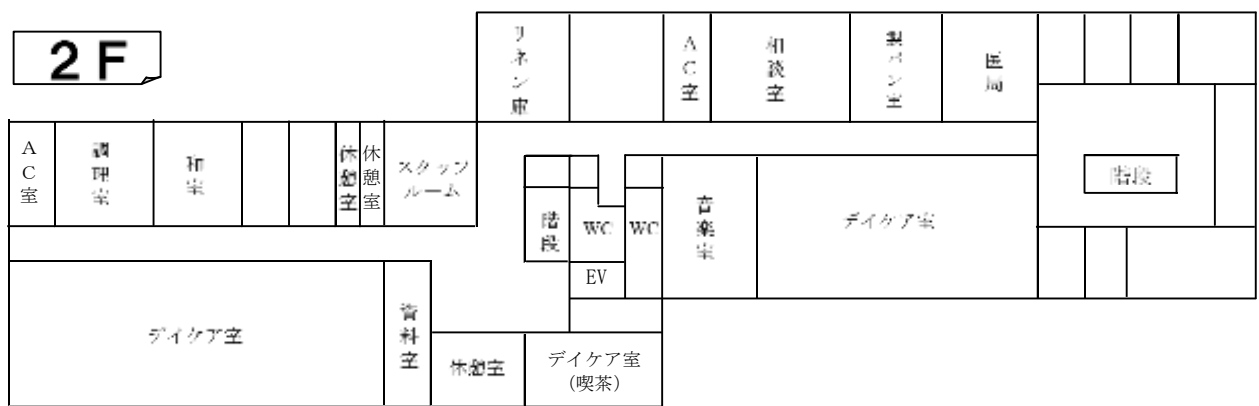 2F
リネン庫
AC室
相談室
製パン室
医局
AC室
調理室
和室
休憩室
休憩室
スタッフ
ルーム
階段
WC
WC
EV
音楽室
デイケア室
階段
デイケア室
資料室
休憩室
デイケア室
(喫茶)